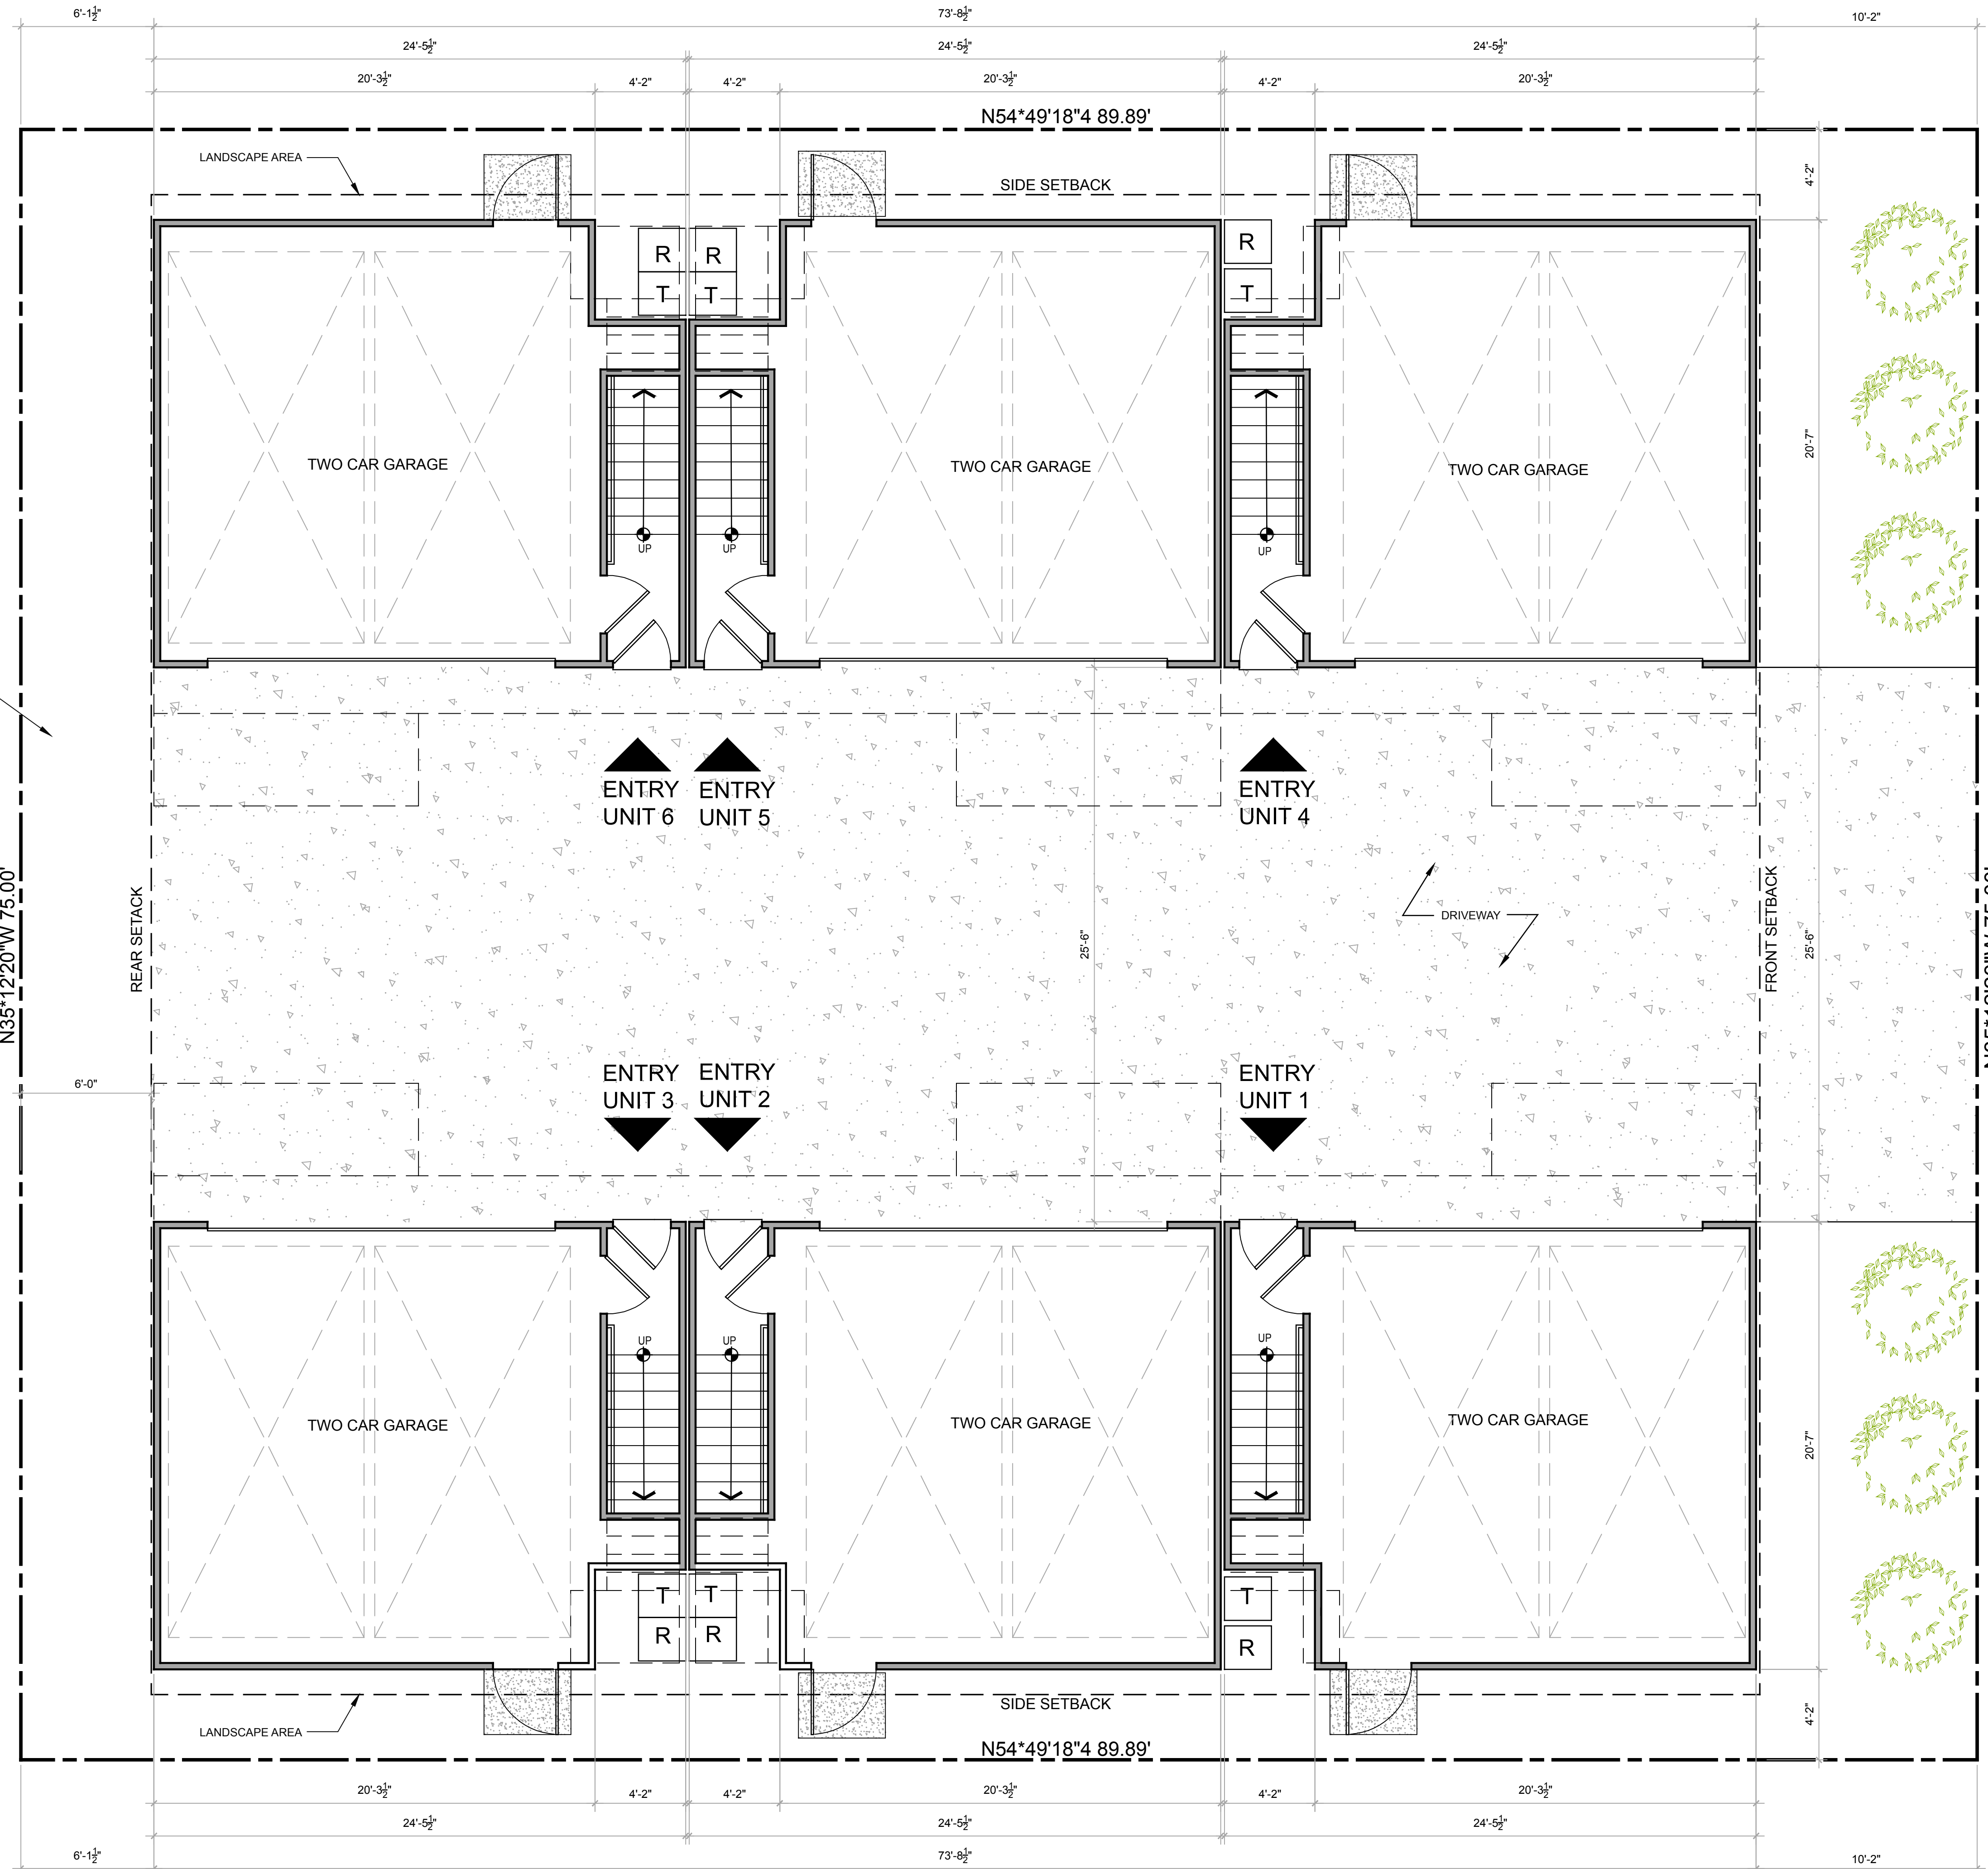 6'-1½" 73'-8½" 10'-2"
24'-5½" 24'-5½" 24'-5½"
20'-3½" 4'-2" 4'-2" 20'-3½" 4'-2" 20'-3½"
N54*49'18"4 89.89'
LANDSCAPE AREA
SIDE SETBACK
4'-2"
R R R
T T T
TWO CAR GARAGE TWO CAR GARAGE TWO CAR GARAGE
20'-7"
UP UP UP
ENTRY
UNIT 6
ENTRY
UNIT 5
ENTRY
UNIT 4
N35*12'20"W 75.00'
REAR SETACK
25'-6"
DRIVEWAY
FRONT SETBACK
25'-6"
6'-0"
ENTRY
UNIT 3
ENTRY
UNIT 2
ENTRY
UNIT 1
UP UP UP
TWO CAR GARAGE TWO CAR GARAGE TWO CAR GARAGE
20'-7"
T T T
R R R
LANDSCAPE AREA
SIDE SETBACK
4'-2"
N54*49'18"4 89.89'
20'-3½" 4'-2" 4'-2" 20'-3½" 4'-2" 20'-3½"
24'-5½" 24'-5½" 24'-5½"
6'-1½" 73'-8½" 10'-2"